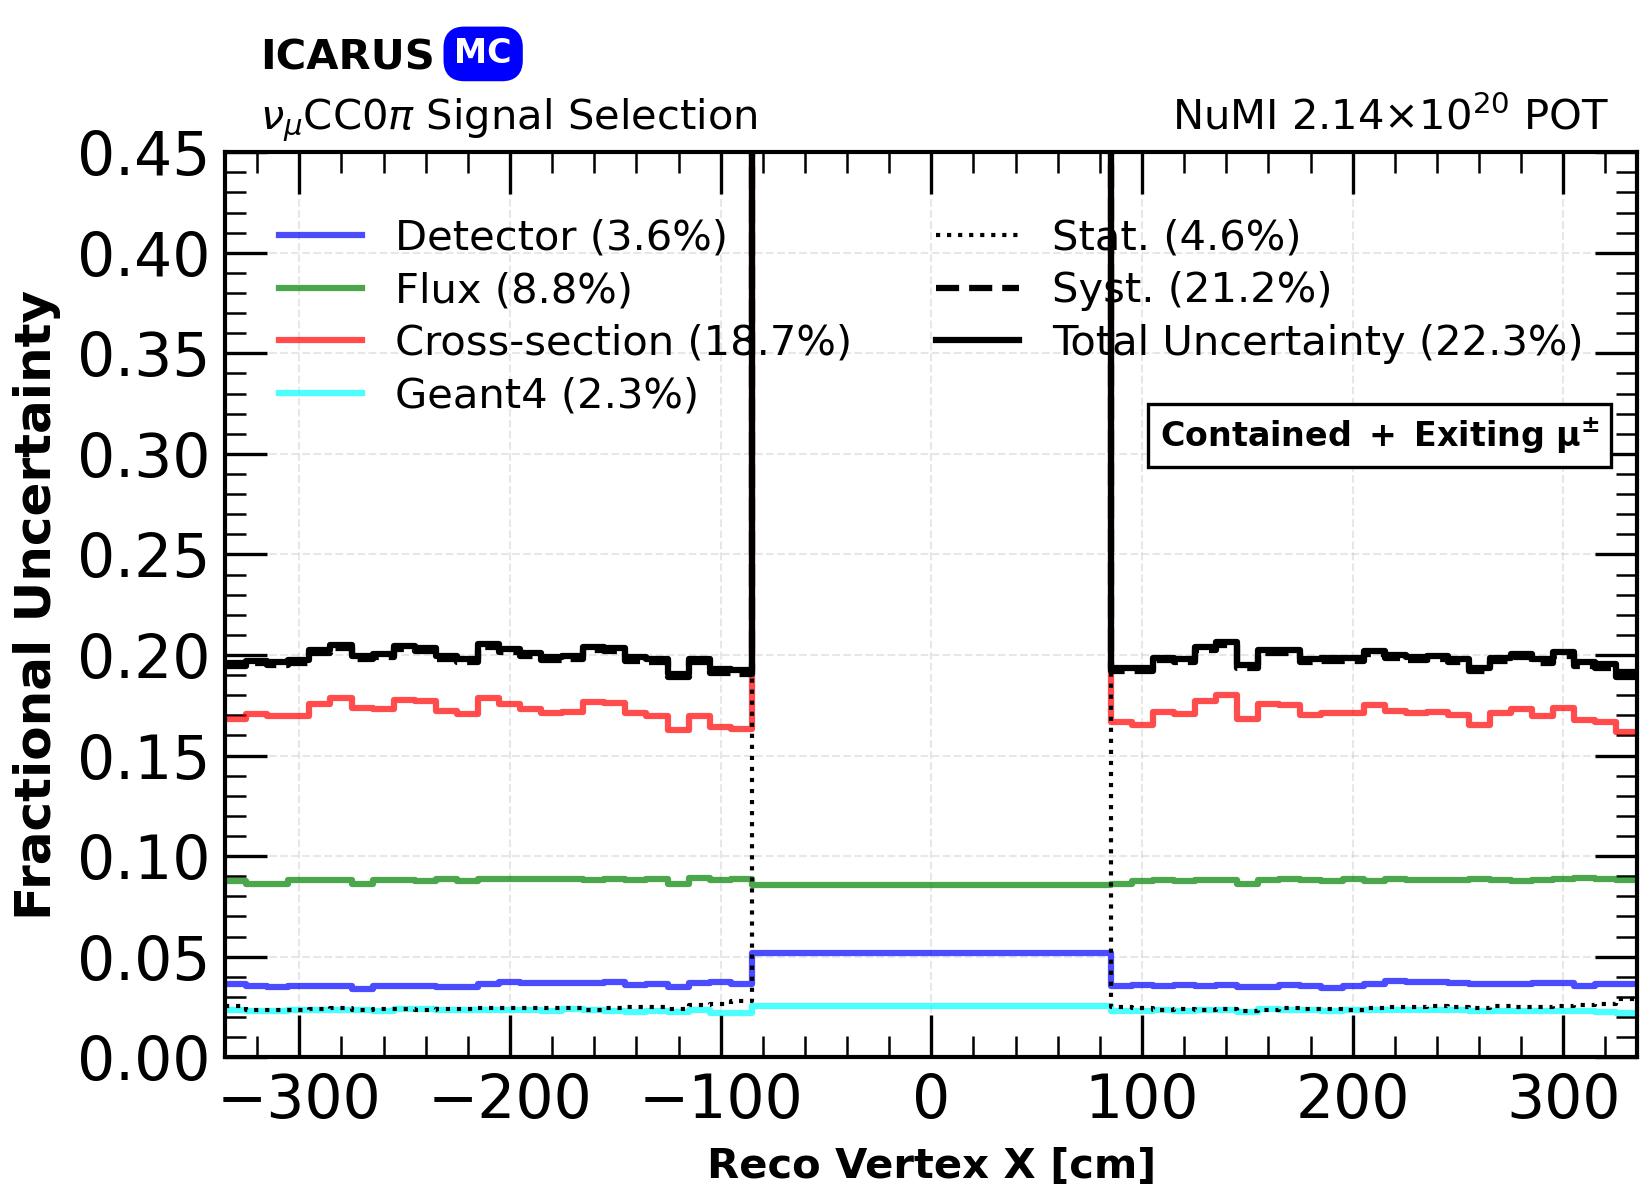 ICARUS MC
νμCC0π Signal Selection
NuMI 2.14×10²⁰ POT
Detector (3.6%)
Flux (8.8%)
Cross-section (18.7%)
Geant4 (2.3%)
Stat. (4.6%)
Syst. (21.2%)
Total Uncertainty (22.3%)
Contained + Exiting μ±
Fractional Uncertainty
0.45
0.40
0.35
0.30
0.25
0.20
0.15
0.10
0.05
0.00
−300 −200 −100 0 100 200 300
Reco Vertex X [cm]